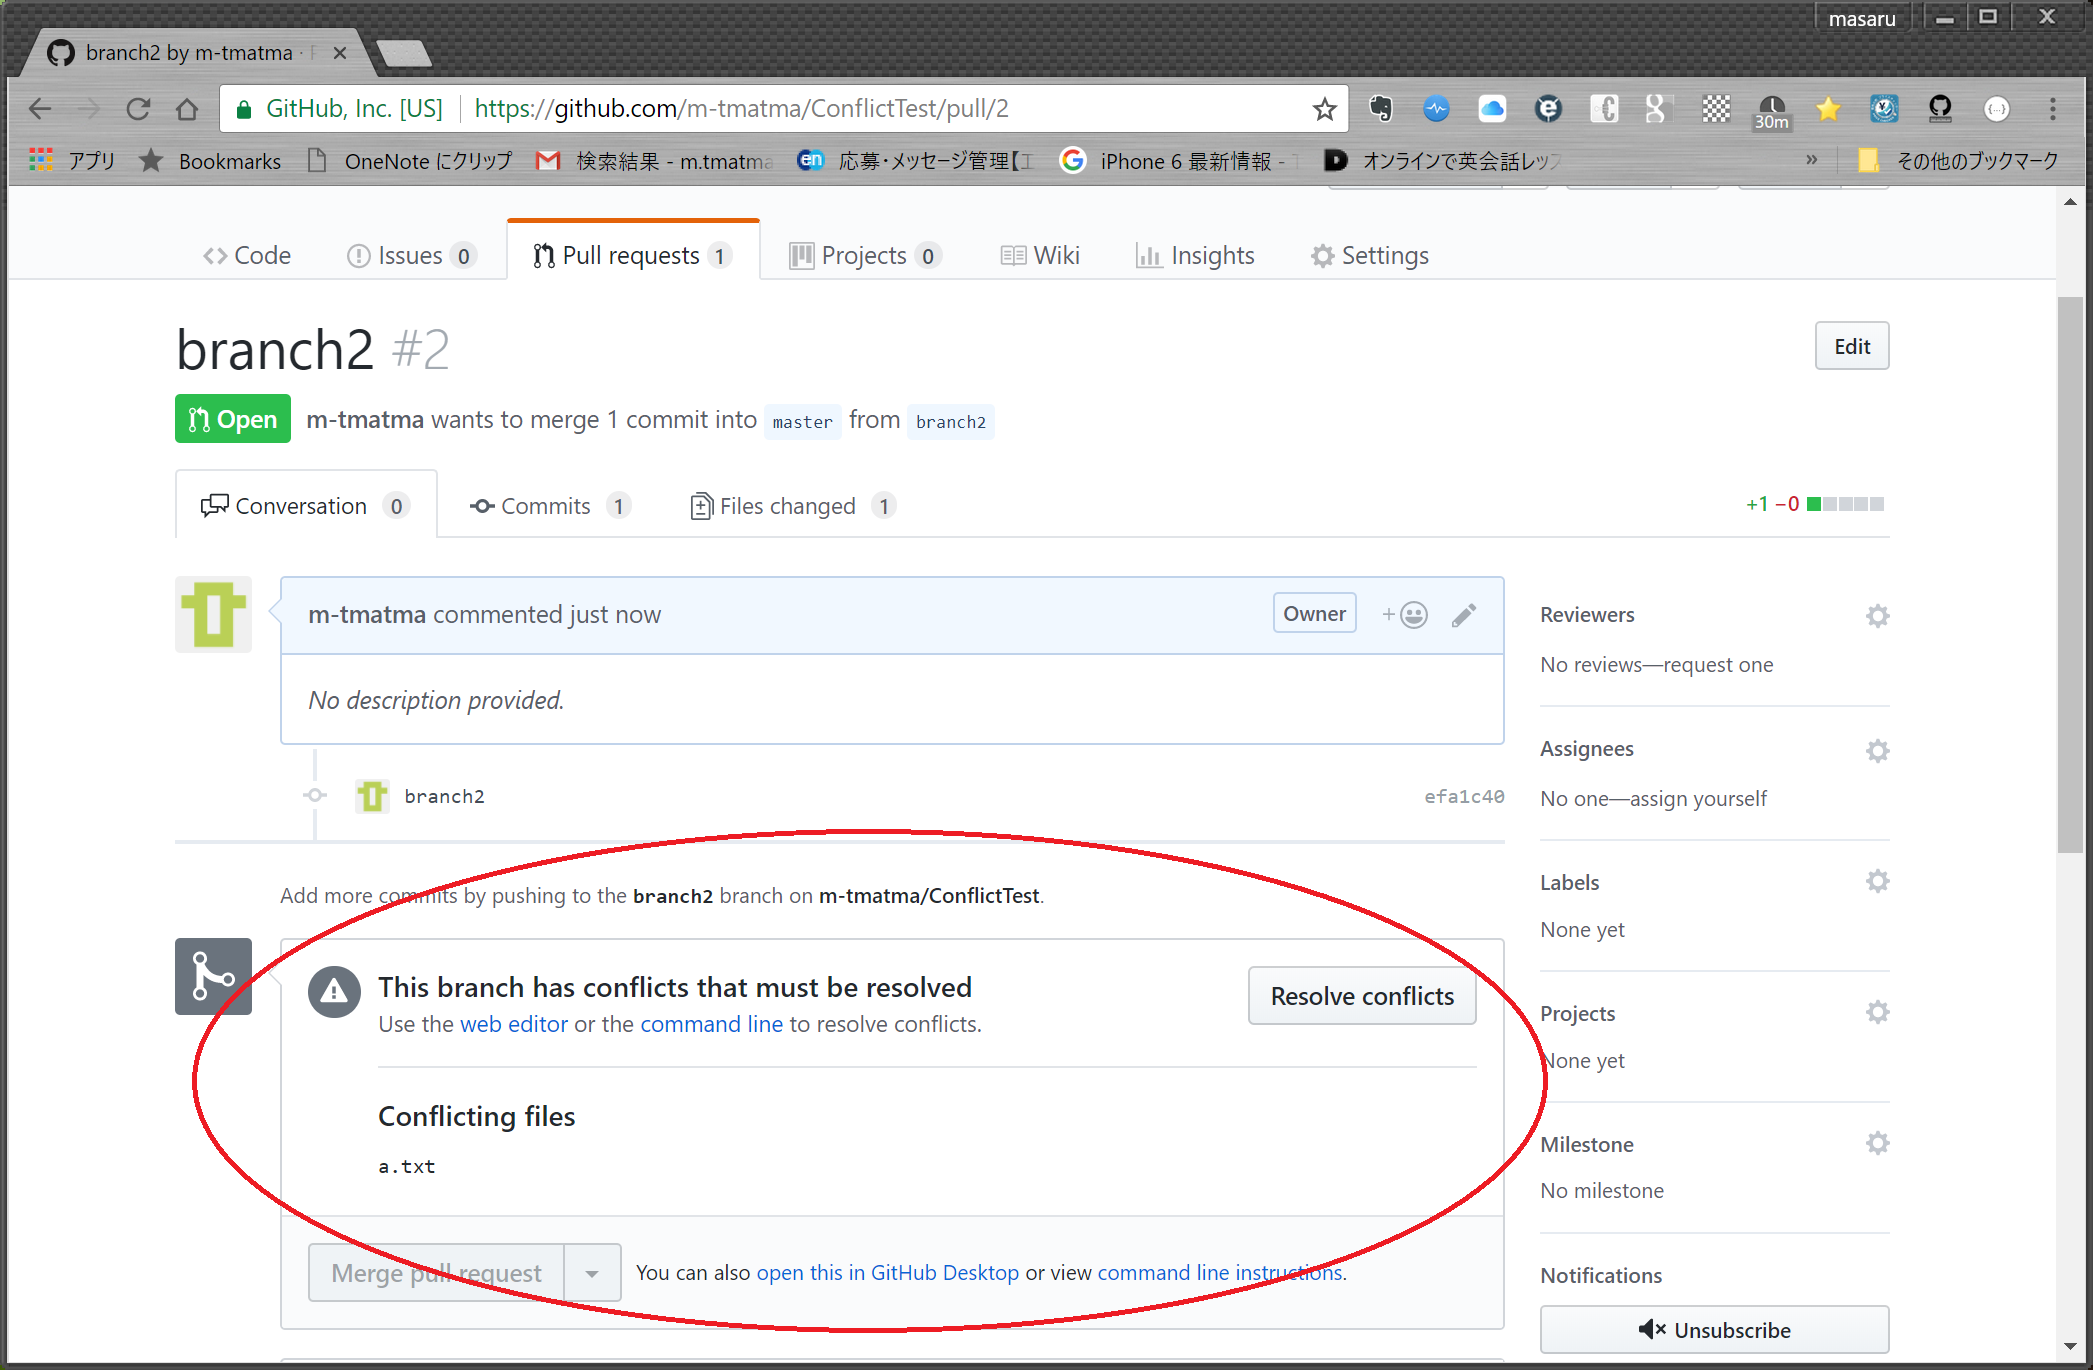 masaru
branch2 by m-tmatma ·
GitHub, Inc. [US] https://github.com/m-tmatma/ConflictTest/pull/2
30m
アプリ Bookmarks OneNote にクリップ 検索結果 - m.tmatma 応募・メッセージ管理【エ iPhone 6 最新情報 - T オンラインで英会話レッス » その他のブックマーク
Code Issues 0 Pull requests 1 Projects 0 Wiki Insights Settings
branch2 #2
Edit
Open m-tmatma wants to merge 1 commit into master from branch2
Conversation 0 Commits 1 Files changed 1 +1 −0
m-tmatma commented just now Owner +
No description provided.
branch2 efa1c40
Add more commits by pushing to the branch2 branch on m-tmatma/ConflictTest.
This branch has conflicts that must be resolved
Use the web editor or the command line to resolve conflicts.
Resolve conflicts
Conflicting files
a.txt
Merge pull request
You can also open this in GitHub Desktop or view command line instructions.
Reviewers
No reviews—request one
Assignees
No one—assign yourself
Labels
None yet
Projects
None yet
Milestone
No milestone
Notifications
Unsubscribe